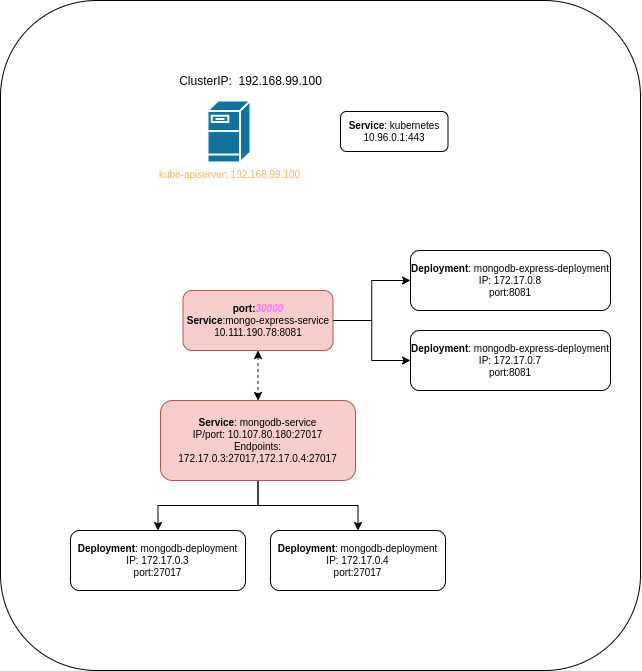 ClusterIP:  192.168.99.100
Service: kubernetes
10.96.0.1:443
kube-apiserver: 192.168.99.100
Deployment: mongodb-express-deployment
IP: 172.17.0.8
port:8081
port:30000
Service:mongo-express-service
10.111.190.78:8081
Deployment: mongodb-express-deployment
IP: 172.17.0.7
port:8081
Service: mongodb-service
IP/port: 10.107.80.180:27017
Endpoints:
172.17.0.3:27017,172.17.0.4:27017
Deployment: mongodb-deployment
IP: 172.17.0.3
port:27017
Deployment: mongodb-deployment
IP: 172.17.0.4
port:27017